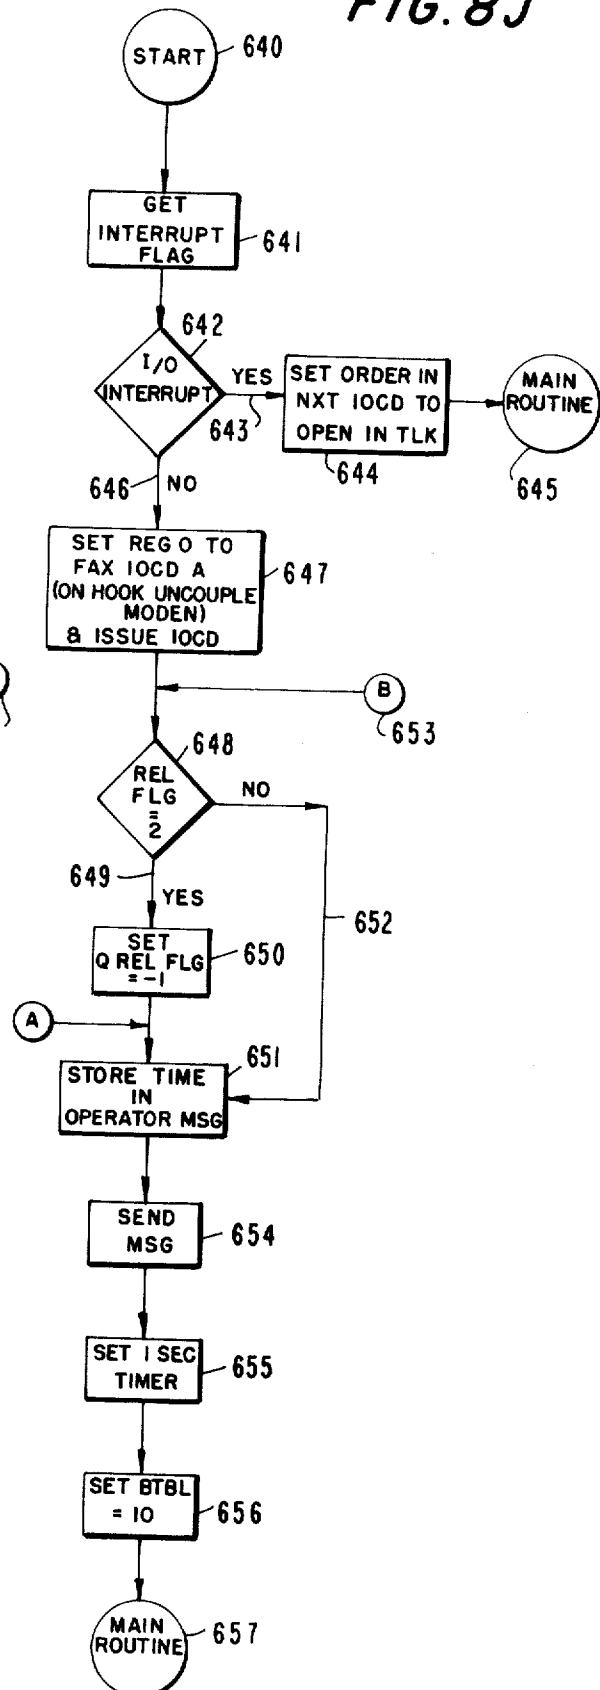 FIG. 8J
START
640
GET
INTERRUPT
FLAG
641
642
I/O
INTERRUPT
YES
643
SET ORDER IN
NXT IOCD TO
OPEN IN TLK
644
MAIN
ROUTINE
645
646
NO
SET REG O TO
FAX IOCD A
(ON HOOK UNCOUPLE
MODEN)
& ISSUE IOCD
647
B
653
648
REL
FLG
=
2
NO
649
YES
652
SET
Q REL FLG
= -1
650
A
651
STORE TIME
IN
OPERATOR MSG
SEND
MSG
654
SET 1 SEC
TIMER
655
SET BTBL
= 10
656
MAIN
ROUTINE
657